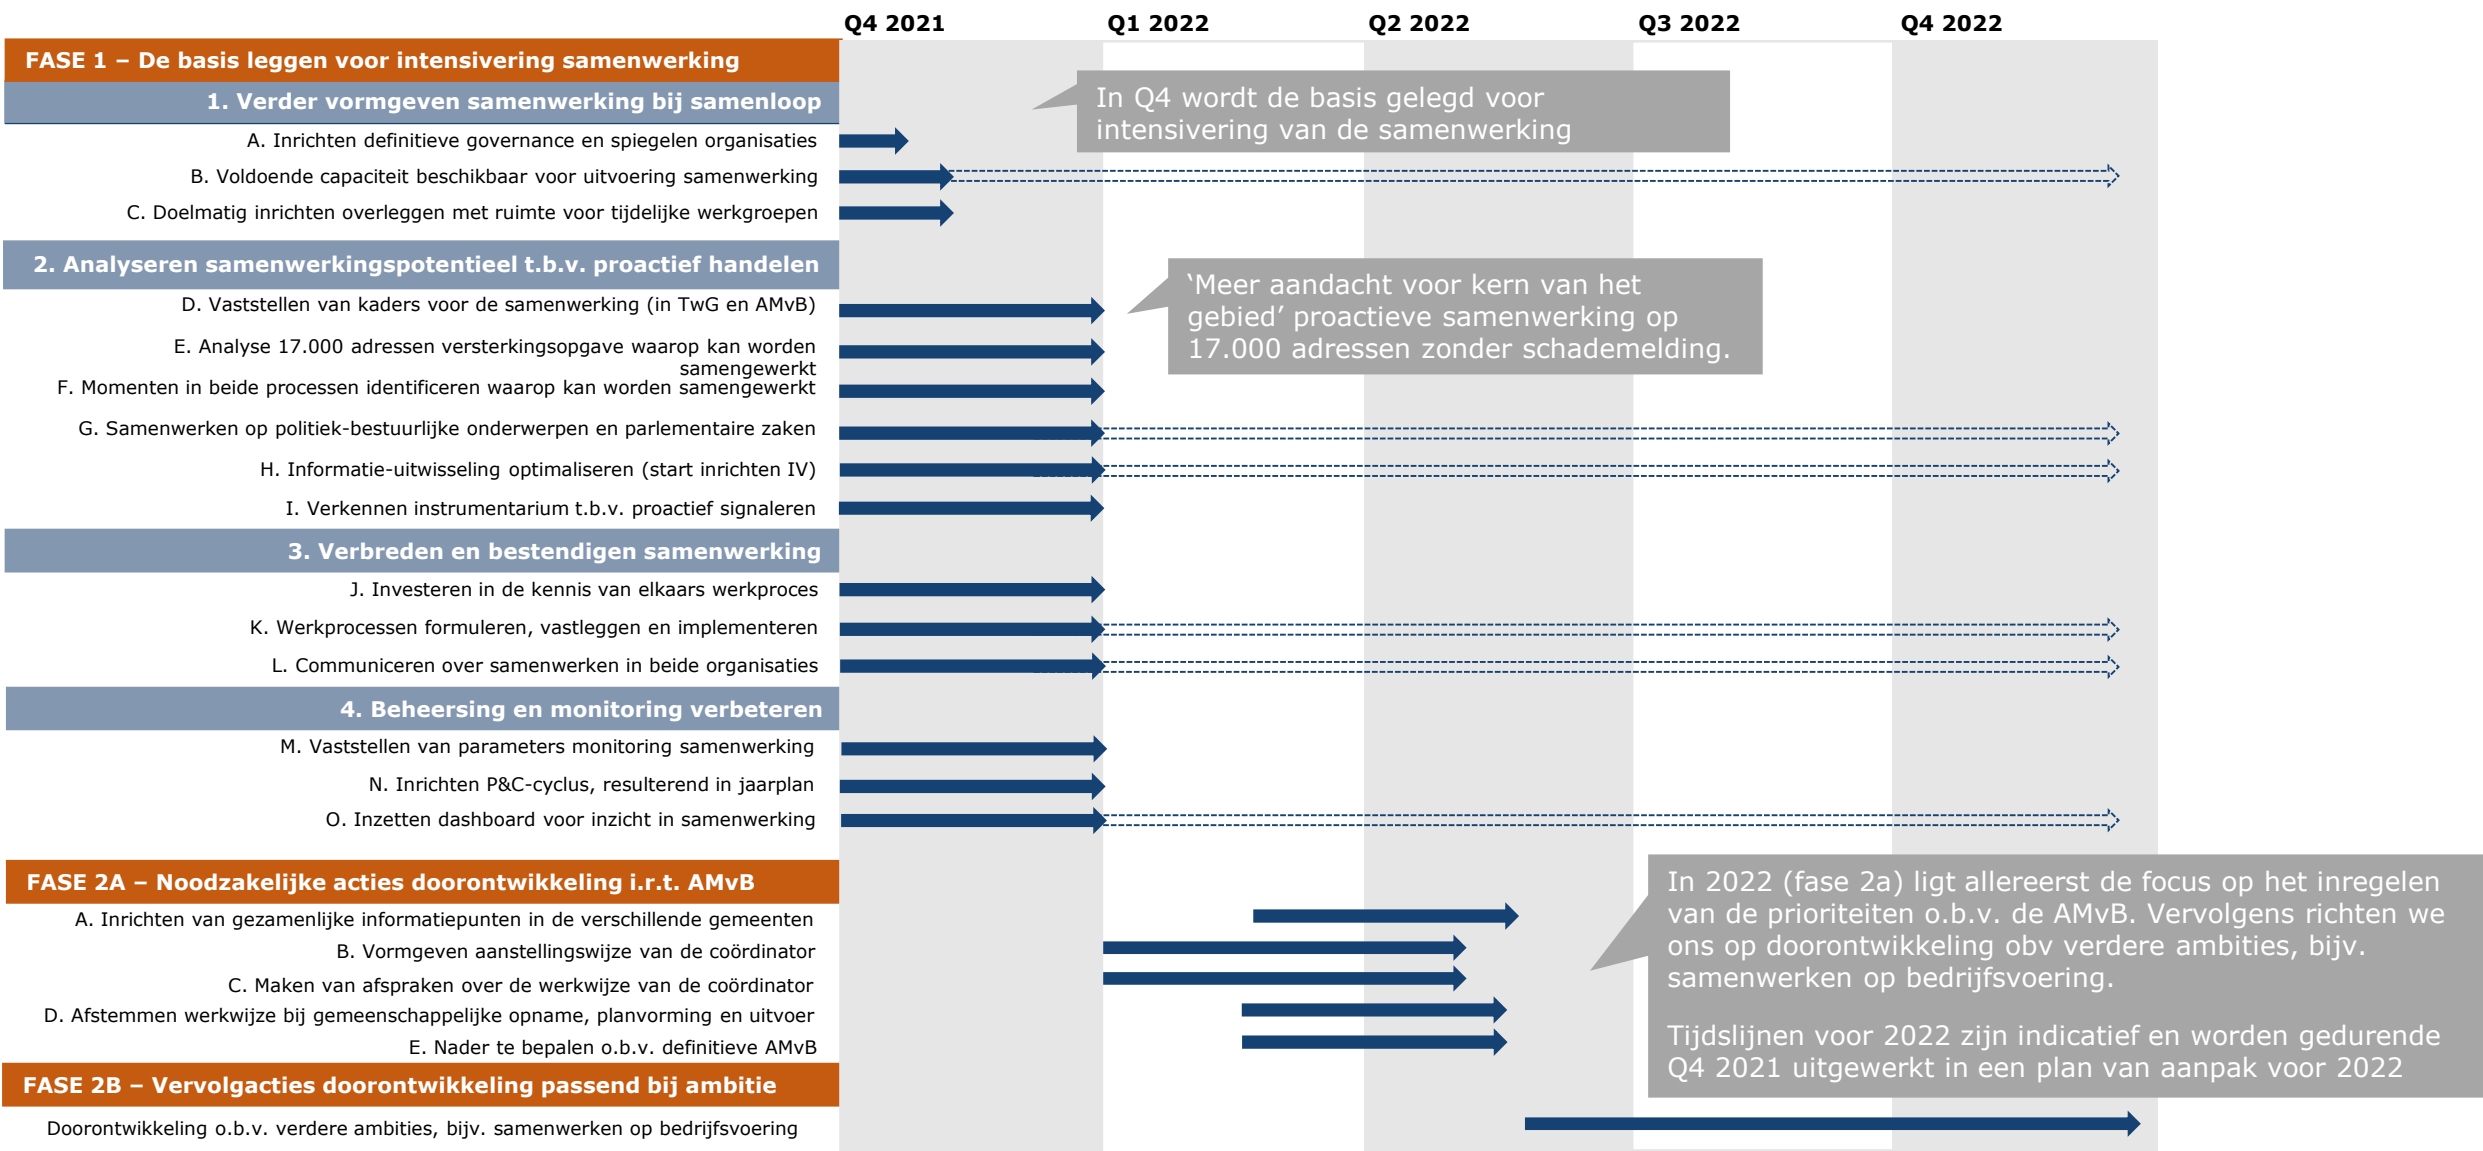 Q4 2021 Q1 2022 Q2 2022 Q3 2022 Q4 2022
FASE 1 – De basis leggen voor intensivering samenwerking
1. Verder vormgeven samenwerking bij samenloop
In Q4 wordt de basis gelegd voor
intensivering van de samenwerking
A. Inrichten definitieve governance en spiegelen organisaties
B. Voldoende capaciteit beschikbaar voor uitvoering samenwerking
C. Doelmatig inrichten overleggen met ruimte voor tijdelijke werkgroepen
2. Analyseren samenwerkingspotentieel t.b.v. proactief handelen
‘Meer aandacht voor kern van het
gebied’ proactieve samenwerking op
17.000 adressen zonder schademelding.
D. Vaststellen van kaders voor de samenwerking (in TwG en AMvB)
E. Analyse 17.000 adressen versterkingsopgave waarop kan worden
samengewerkt
F. Momenten in beide processen identificeren waarop kan worden samengewerkt
G. Samenwerken op politiek-bestuurlijke onderwerpen en parlementaire zaken
H. Informatie-uitwisseling optimaliseren (start inrichten IV)
I. Verkennen instrumentarium t.b.v. proactief signaleren
3. Verbreden en bestendigen samenwerking
J. Investeren in de kennis van elkaars werkproces
K. Werkprocessen formuleren, vastleggen en implementeren
L. Communiceren over samenwerken in beide organisaties
4. Beheersing en monitoring verbeteren
M. Vaststellen van parameters monitoring samenwerking
N. Inrichten P&C-cyclus, resulterend in jaarplan
O. Inzetten dashboard voor inzicht in samenwerking
FASE 2A – Noodzakelijke acties doorontwikkeling i.r.t. AMvB
A. Inrichten van gezamenlijke informatiepunten in de verschillende gemeenten
B. Vormgeven aanstellingswijze van de coördinator
C. Maken van afspraken over de werkwijze van de coördinator
D. Afstemmen werkwijze bij gemeenschappelijke opname, planvorming en uitvoer
E. Nader te bepalen o.b.v. definitieve AMvB
In 2022 (fase 2a) ligt allereerst de focus op het inregelen
van de prioriteiten o.b.v. de AMvB. Vervolgens richten we
ons op doorontwikkeling obv verdere ambities, bijv.
samenwerken op bedrijfsvoering.
Tijdslijnen voor 2022 zijn indicatief en worden gedurende
Q4 2021 uitgewerkt in een plan van aanpak voor 2022
FASE 2B – Vervolgacties doorontwikkeling passend bij ambitie
Doorontwikkeling o.b.v. verdere ambities, bijv. samenwerken op bedrijfsvoering